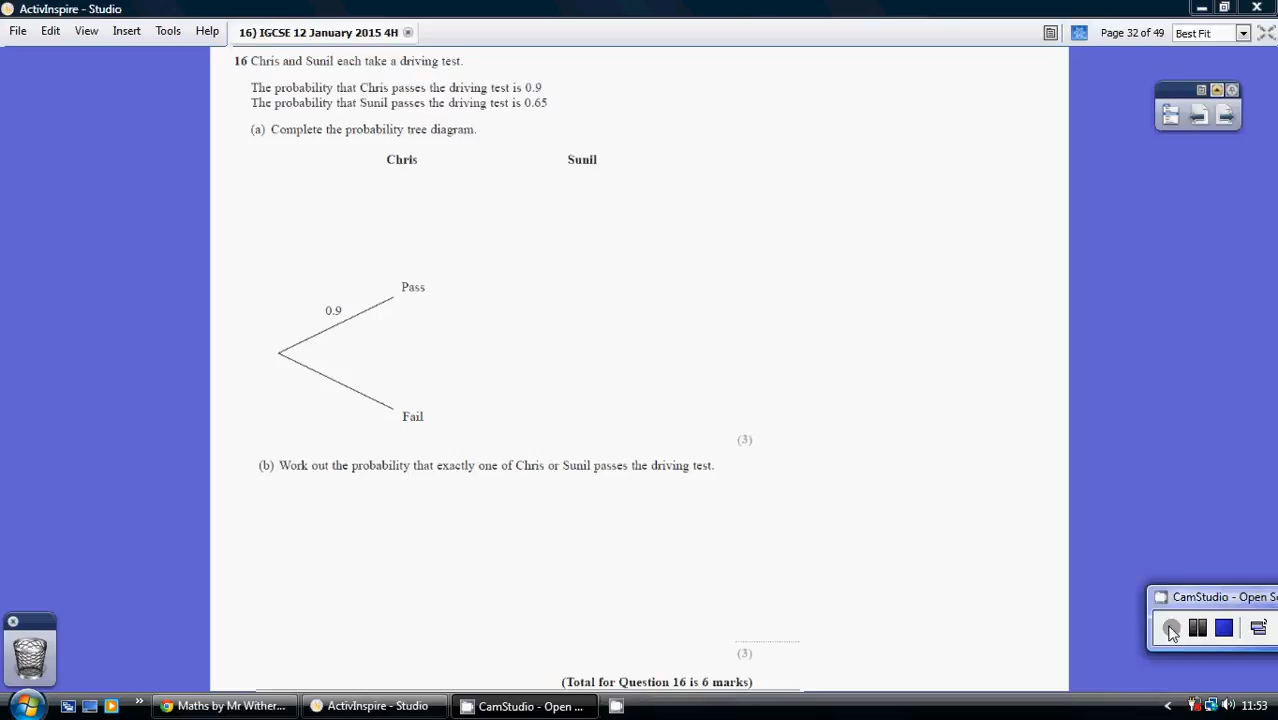 ActivInspire - Studio
File Edit View Insert Tools Help
16) IGCSE 12 January 2015 4H
Page 32 of 49
Best Fit
16 Chris and Sunil each take a driving test.
The probability that Chris passes the driving test is 0.9
The probability that Sunil passes the driving test is 0.65
(a) Complete the probability tree diagram.
Chris Sunil
Pass
0.9
Fail
(3)
(b) Work out the probability that exactly one of Chris or Sunil passes the driving test.
(3)
(Total for Question 16 is 6 marks)
CamStudio - Open S
Maths by Mr Wither...
ActivInspire - Studio
CamStudio - Open ...
11:53